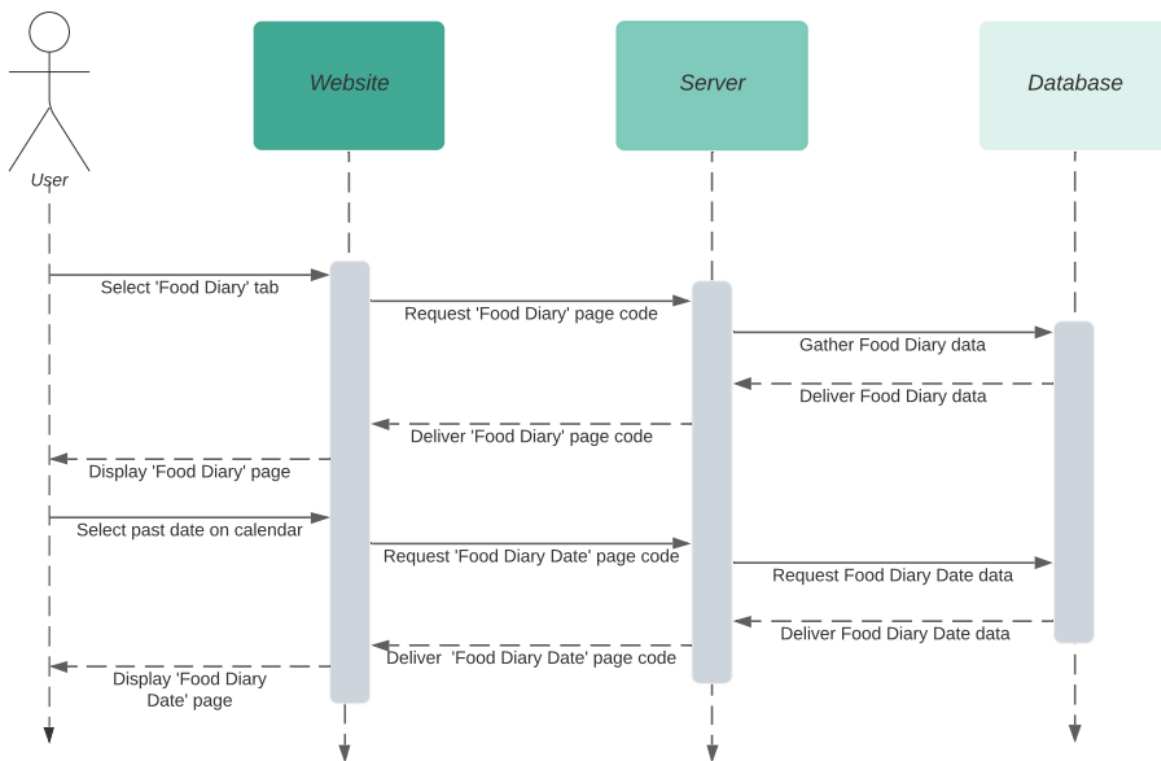 Website
Server
Database
User
Select 'Food Diary' tab
Request 'Food Diary' page code
Gather Food Diary data
Deliver Food Diary data
Deliver 'Food Diary' page code
Display 'Food Diary' page
Select past date on calendar
Request 'Food Diary Date' page code
Request Food Diary Date data
Deliver Food Diary Date data
Deliver  'Food Diary Date' page code
Display 'Food Diary
Date' page